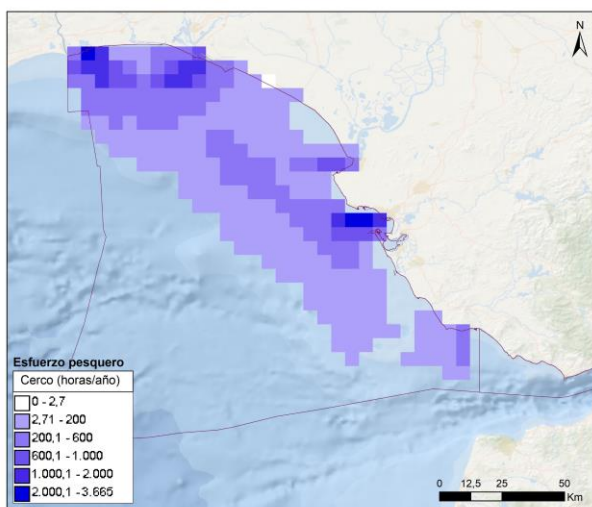 N
Esfuerzo pesquero
Cerco (horas/año)
0 - 2,7
2,71 - 200
200,1 - 600
600,1 - 1.000
1.000,1 - 2.000
2.000,1 - 3.665
0 12,5 25 50
Km